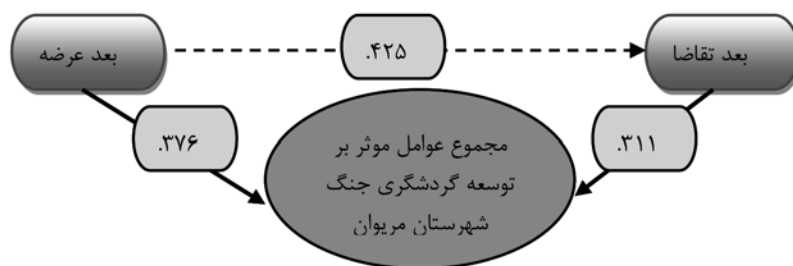 بعد تقاضا
.۴۲۵
بعد عرضه
.۳۱۱
.۳۷۶
مجموع عوامل موثر بر
توسعه گردشگری جنگ
شهرستان مریوان